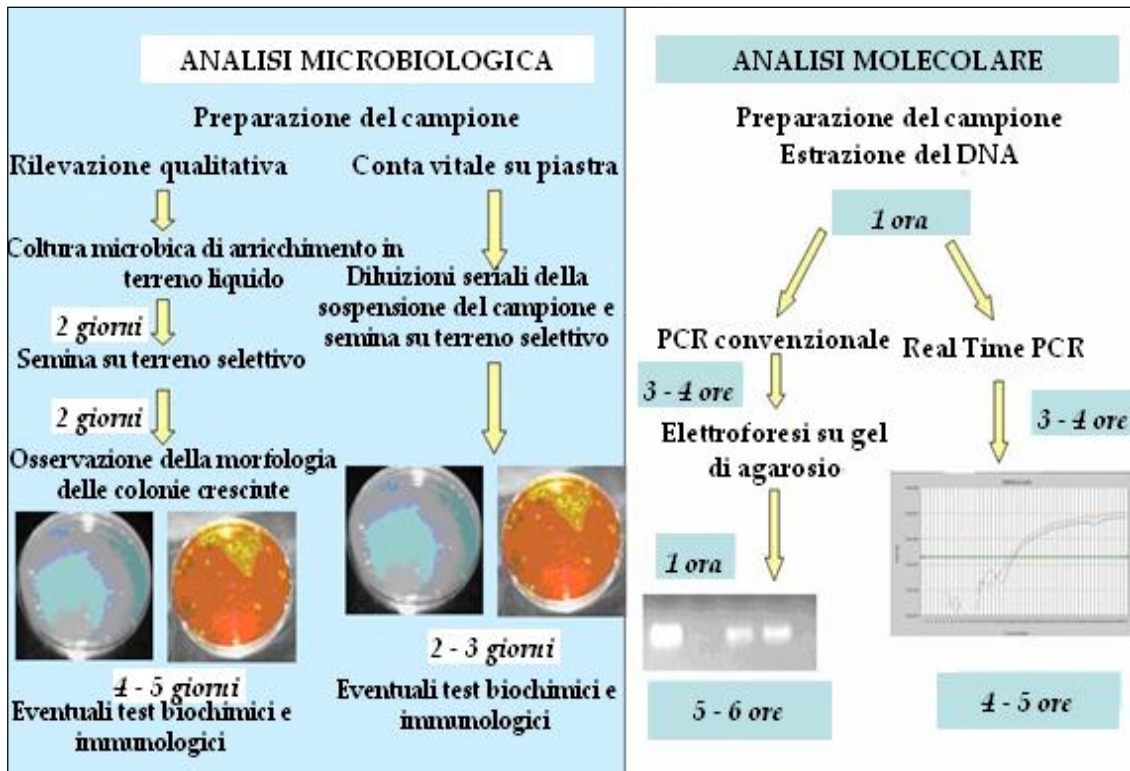 ANALISI MICROBIOLOGICA
Preparazione del campione
Rilevazione qualitativa
Coltura microbica di arricchimento in
terreno liquido
2 giorni
Semina su terreno selettivo
2 giorni
Osservazione della morfologia
delle colonie cresciute
4 - 5 giorni
Eventuali test biochimici e
immunologici
Conta vitale su piastra
Diluizioni seriali della
sospensione del campione e
semina su terreno selettivo
2 - 3 giorni
Eventuali test biochimici e
immunologici
ANALISI MOLECOLARE
Preparazione del campione
Estrazione del DNA
1 ora
PCR convenzionale
3 - 4 ore
Elettroforesi su gel
di agarosio
1 ora
5 - 6 ore
Real Time PCR
3 - 4 ore
4 - 5 ore